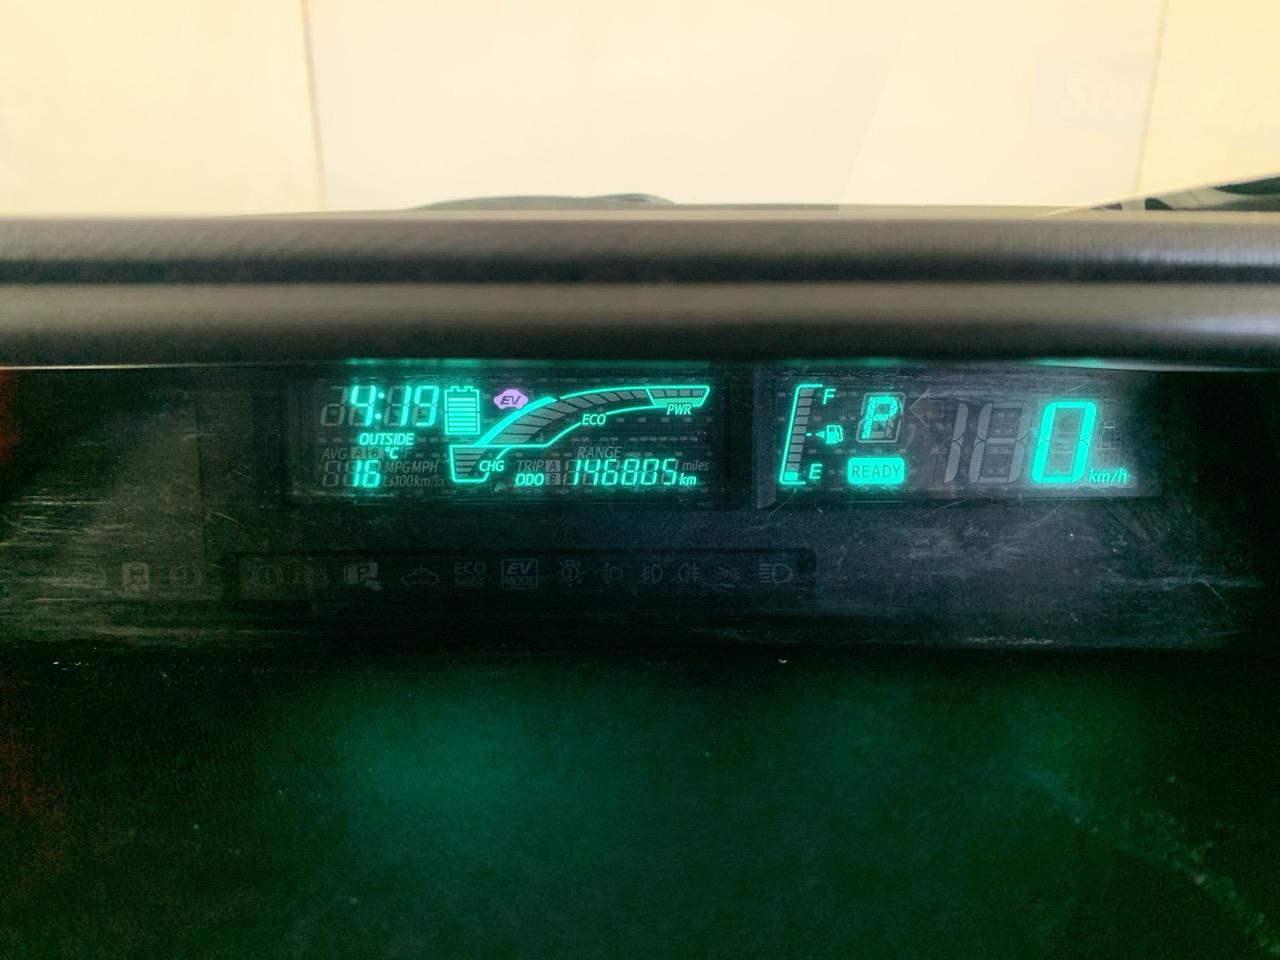 4:19
EV
OUTSIDE
°C
16
AVG A B °F
MPG MPH
L/100km/h
CHG
ECO
PWR
RANGE
TRIP A
B
miles
ODO 146805 km
F
E
P
READY
0 km/h
R
ECO MODE
EV MODE